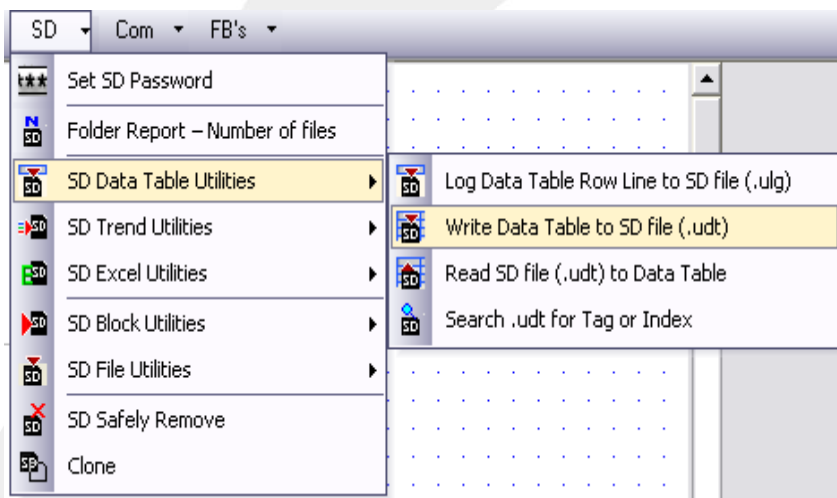 SD Com FB's
Set SD Password
Folder Report – Number of files
SD Data Table Utilities
SD Trend Utilities
SD Excel Utilities
SD Block Utilities
SD File Utilities
SD Safely Remove
Clone
Log Data Table Row Line to SD file (.ulg)
Write Data Table to SD file (.udt)
Read SD file (.udt) to Data Table
Search .udt for Tag or Index